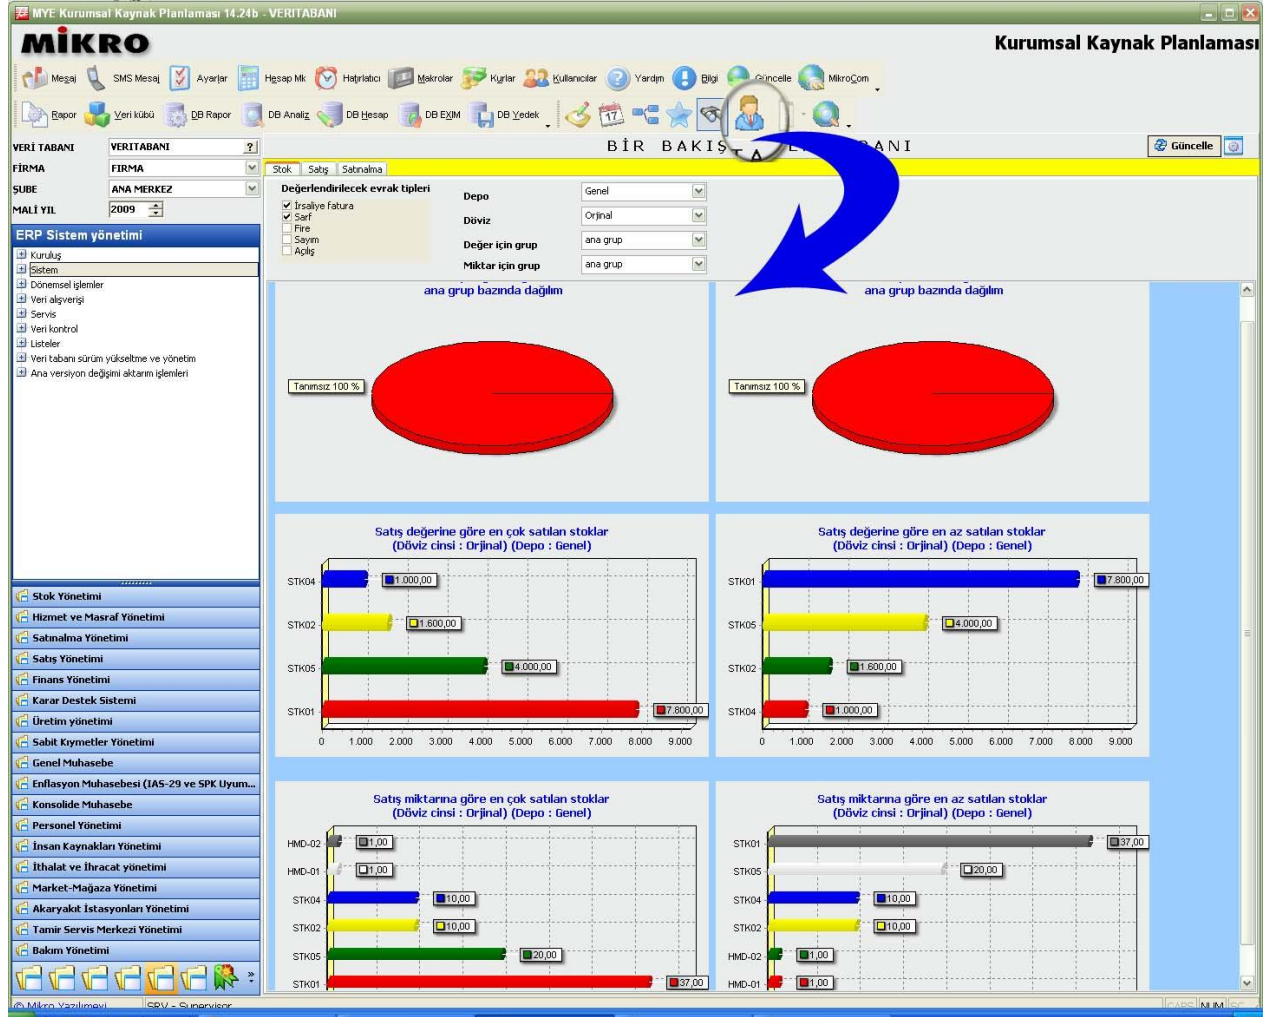 MYE Kurumsal Kaynak Planlaması 14.24b - VERITABANI
MİKRO
Kurumsal Kaynak Planlaması
Mesaj SMS Mesaj Ayarlar Hesap Mk Hatırlatıcı Makrolar Kurlar Kullanıcılar Yardım Bilgi Güncelle MikroCom
Rapor Veri kübü DB Rapor DB Analiz DB Hesap DB EXIM DB Yedek 17
VERİ TABANI VERITABANI ?
FİRMA FIRMA
ŞUBE ANA MERKEZ
MALİ YIL 2009
ERP Sistem yönetimi
Kuruluş
Sistem
Dönemsel işlemler
Veri alışverişi
Servis
Veri kontrol
Listeler
Veri tabanı sürüm yükseltme ve yönetim
Ana versiyon değişimi aktarım işlemleri
Stok Yönetimi
Hizmet ve Masraf Yönetimi
Satınalma Yönetimi
Satış Yönetimi
Finans Yönetimi
Karar Destek Sistemi
Üretim yönetimi
Sabit Kıymetler Yönetimi
Genel Muhasebe
Enflasyon Muhasebesi (IAS-29 ve SPK Uyum...
Konsolide Muhasebe
Personel Yönetimi
İnsan Kaynakları Yönetimi
İthalat ve İhracat yönetimi
Market-Mağaza Yönetimi
Akaryakıt İstasyonları Yönetimi
Tamir Servis Merkezi Yönetimi
Bakım Yönetimi
BİR BAKIŞTA
Güncelle
Stok Satış Satınalma
Değerlendirilecek evrak tipleri
İrsaliye fatura
Sarf
Fire
Sayım
Açılış
Depo Genel
Döviz Orjinal
Değer için grup ana grup
Miktar için grup ana grup
ana grup bazında dağılım
Tanımsız 100 %
ana grup bazında dağılım
Tanımsız 100 %
Satış değerine göre en çok satılan stoklar
(Döviz cinsi : Orjinal) (Depo : Genel)
STK04 1.000,00
STK02 1.600,00
STK05 4.000,00
STK01 7.800,00
0 1.000 2.000 3.000 4.000 5.000 6.000 7.000 8.000 9.000
Satış değerine göre en az satılan stoklar
(Döviz cinsi : Orjinal) (Depo : Genel)
STK01 7.800,00
STK05 4.000,00
STK02 1.600,00
STK04 1.000,00
0 1.000 2.000 3.000 4.000 5.000 6.000 7.000 8.000 9.000
Satış miktarına göre en çok satılan stoklar
(Döviz cinsi : Orjinal) (Depo : Genel)
HMD-02 1,00
HMD-01 1,00
STK04 10,00
STK02 10,00
STK05 20,00
STK01 37,00
Satış miktarına göre en az satılan stoklar
(Döviz cinsi : Orjinal) (Depo : Genel)
STK01 37,00
STK05 20,00
STK04 10,00
STK02 10,00
HMD-02 1,00
HMD-01 1,00
© Mikro Yazılımevi SRV - Supervisor CAPS NUM